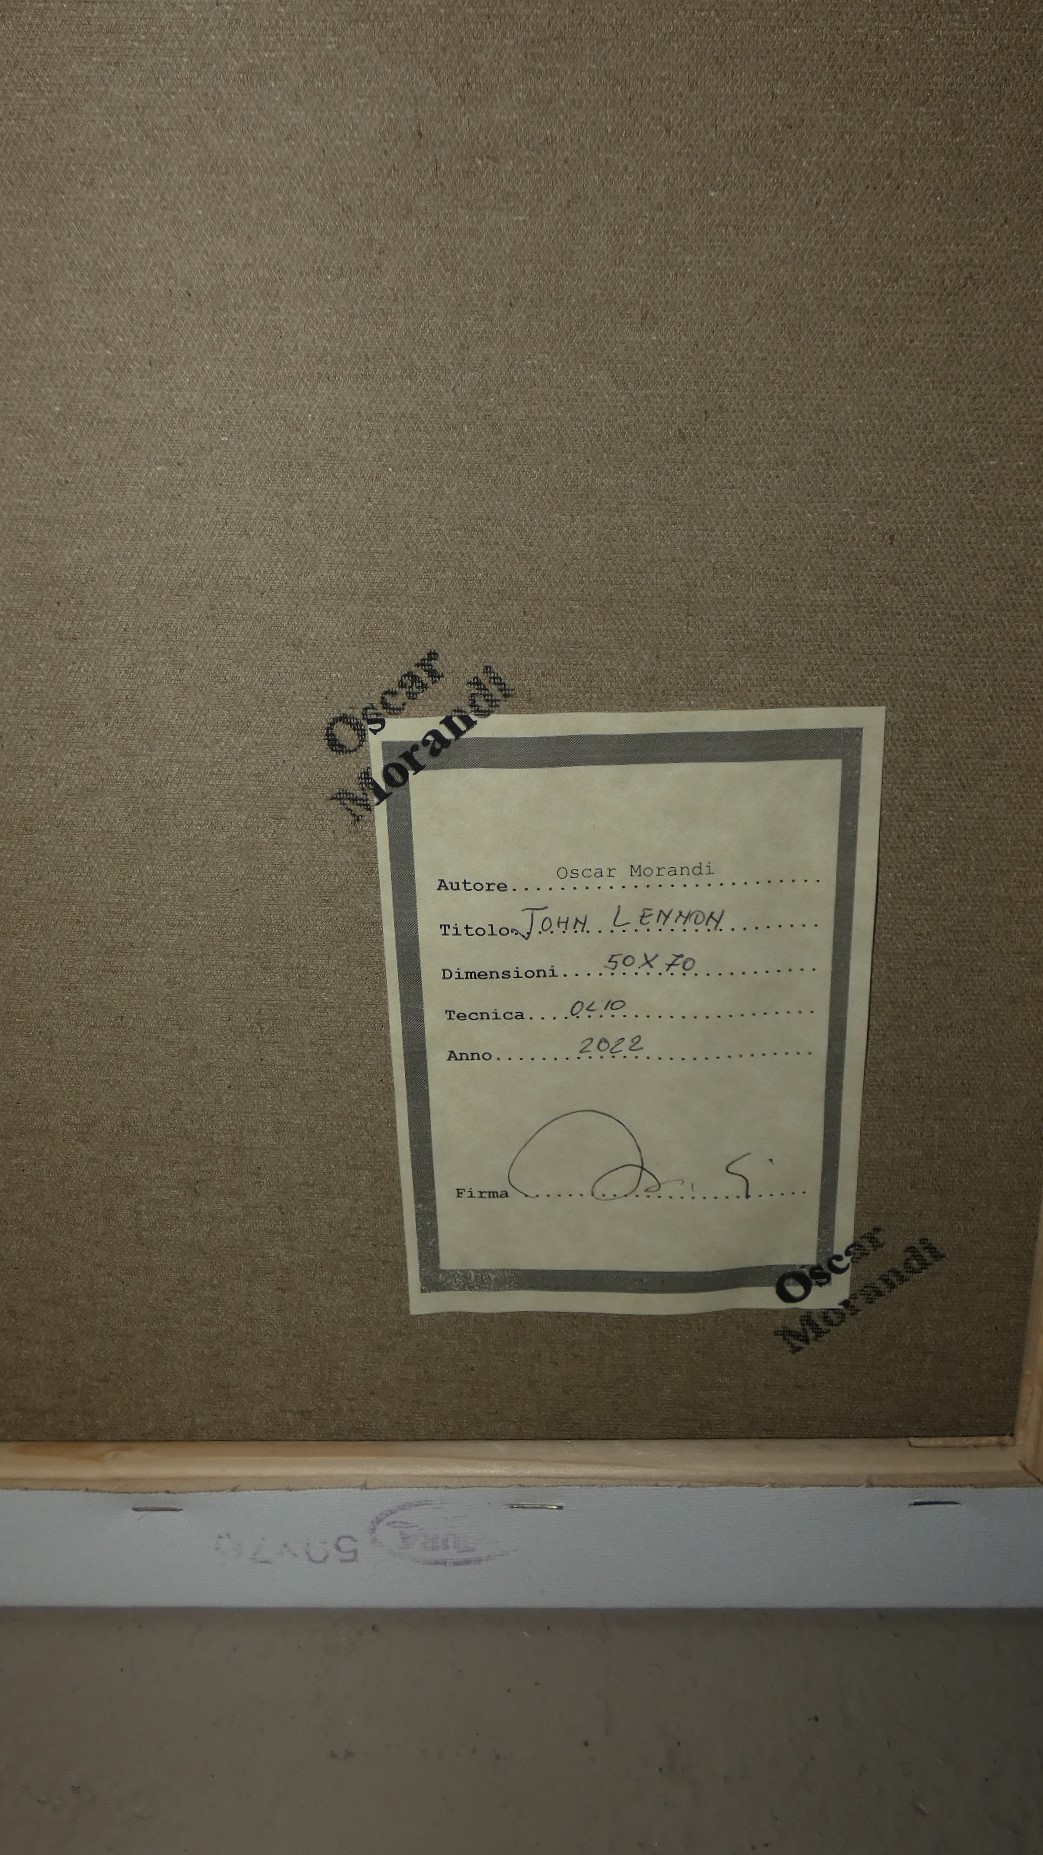 Oscar
Morandi
Autore.......Oscar Morandi.......
Titolo JOHN LENNON
Dimensioni....50X70.......
Tecnica....OLIO.......
Anno.......2022.......
Firma
Oscar
Morandi
50x70